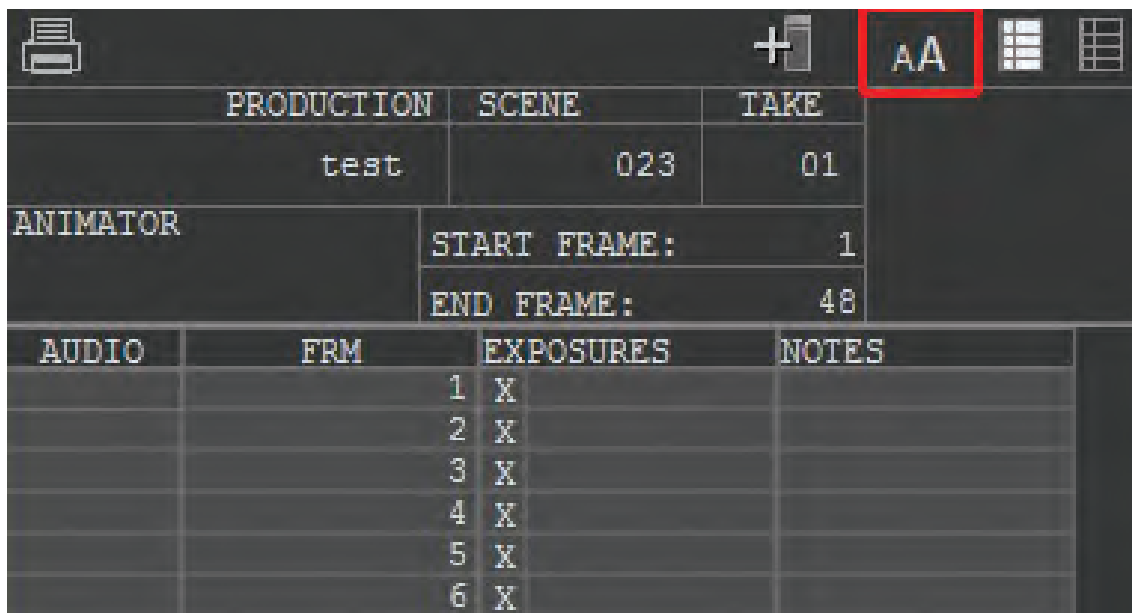 AA
PRODUCTION SCENE TAKE
test 023 01
ANIMATOR
START FRAME: 1
END FRAME: 48
AUDIO FRM EXPOSURES NOTES
1 X
2 X
3 X
4 X
5 X
6 X